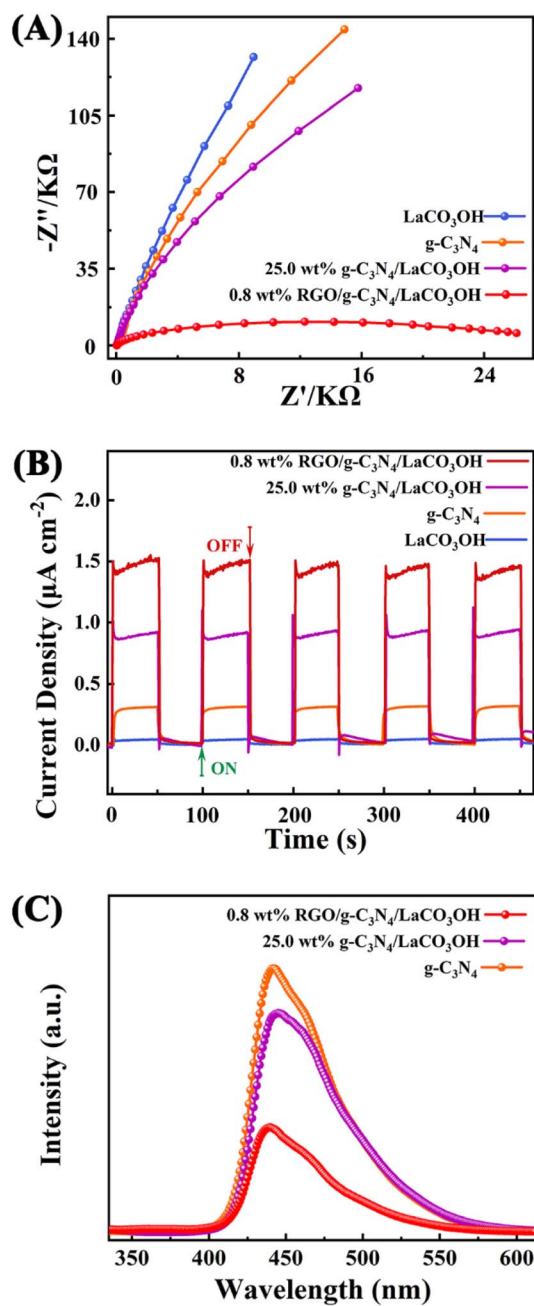 (A)
140
105
70
35
0
-Z''/KΩ
LaCO₃OH
g-C₃N₄
25.0 wt% g-C₃N₄/LaCO₃OH
0.8 wt% RGO/g-C₃N₄/LaCO₃OH
0 8 16 24
Z'/KΩ
(B)
0.8 wt% RGO/g-C₃N₄/LaCO₃OH
25.0 wt% g-C₃N₄/LaCO₃OH
g-C₃N₄
LaCO₃OH
2.0
1.5
1.0
0.5
0.0
Current Density (μA cm⁻²)
OFF
ON
0 100 200 300 400
Time (s)
(C)
0.8 wt% RGO/g-C₃N₄/LaCO₃OH
25.0 wt% g-C₃N₄/LaCO₃OH
g-C₃N₄
Intensity (a.u.)
350 400 450 500 550 600
Wavelength (nm)